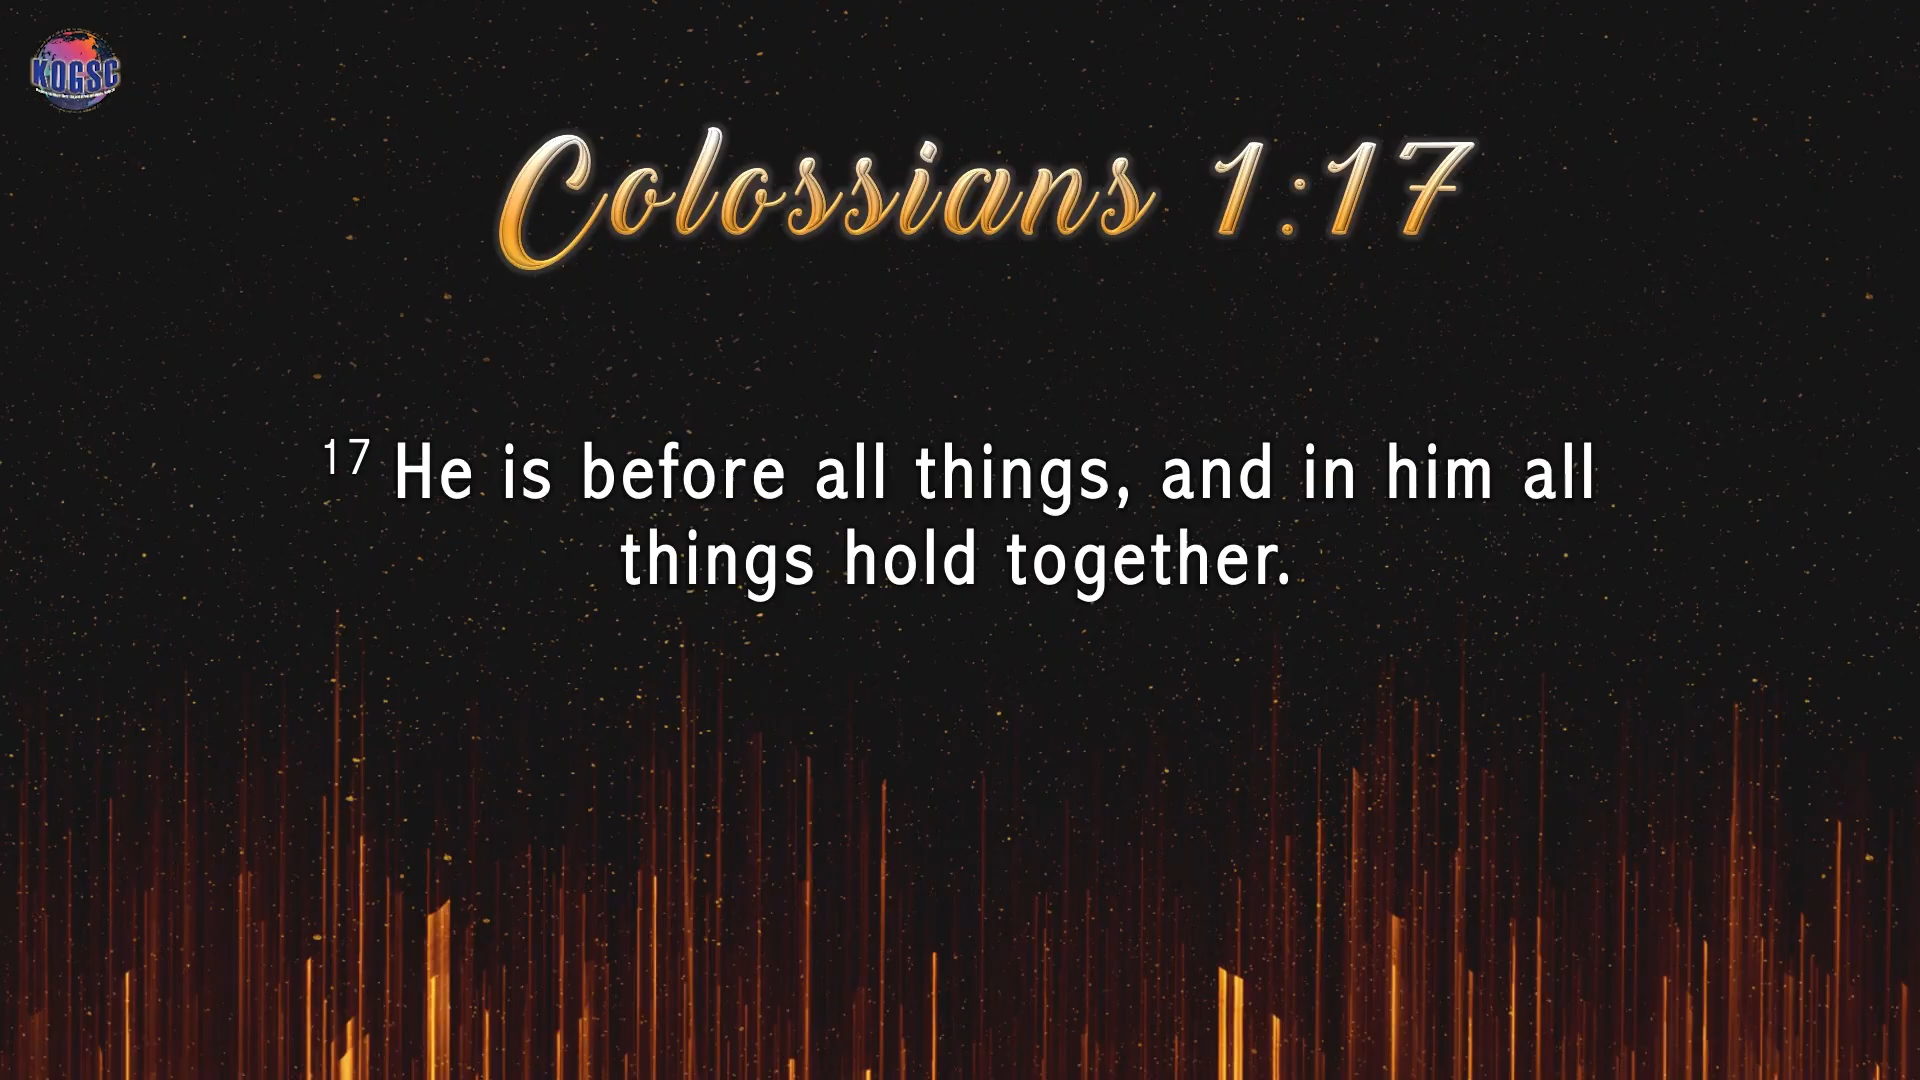 KOGSC
Colossians 1:17
17 He is before all things, and in him all
things hold together.